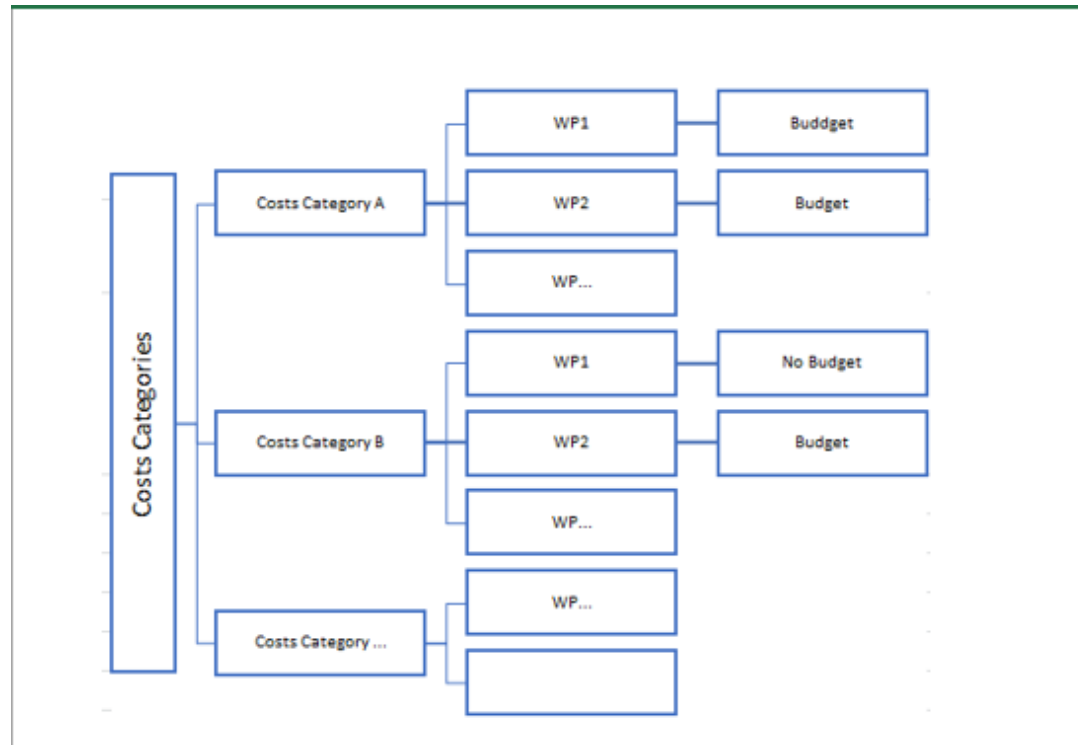 Costs Categories
Costs Category A
WP1
Buddget
WP2
Budget
WP...
Costs Category B
WP1
No Budget
WP2
Budget
WP...
Costs Category ...
WP...